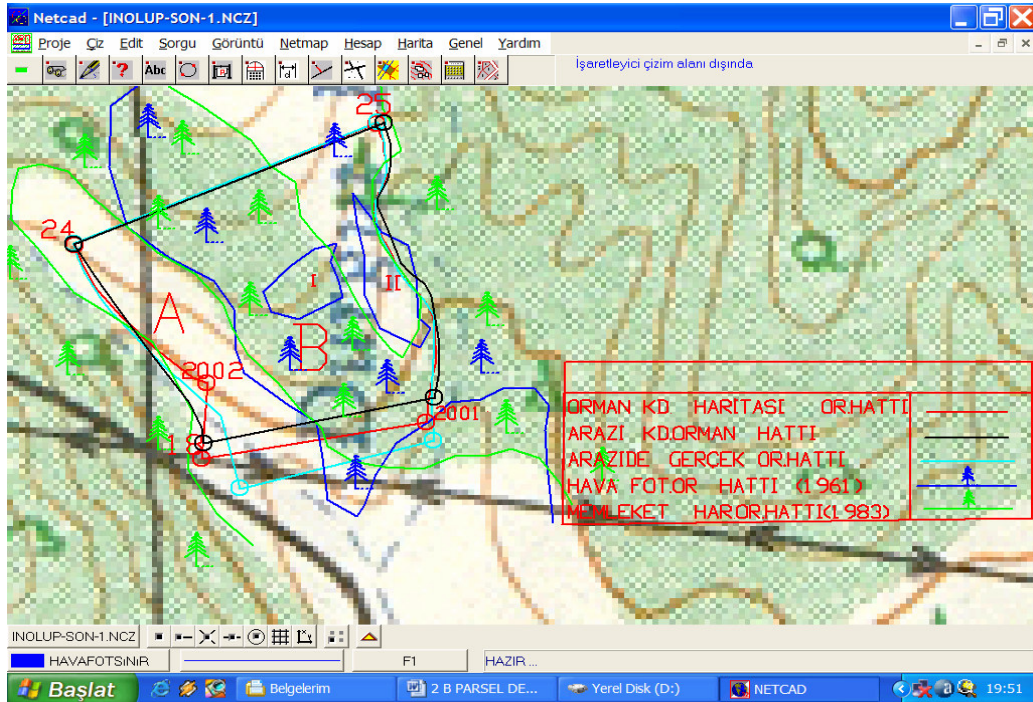 Netcad - [INOLUP-SON-1.NCZ]
Proje Çiz Edit Sorgu Görüntü Netmap Hesap Harita Genel Yardım
Abc
İşaretleyici çizim alanı dışında
25
24
I
II
A
B
2002
2001
18
ORMAN KD HARİTASI OR.HATTI
ARAZI KD.ORMAN HATTI
ARAZIDE GERÇEK OR.HATTI
HAVA FOT.OR HATTI (1961)
MEMLEKET HAR.OR.HATTI(1983)
INOLUP-SON-1.NCZ
HAVAFOTSıNıR F1 HAZIR ...
Başlat Belgelerim 2 B PARSEL DE... Yerel Disk (D:) NETCAD 19:51